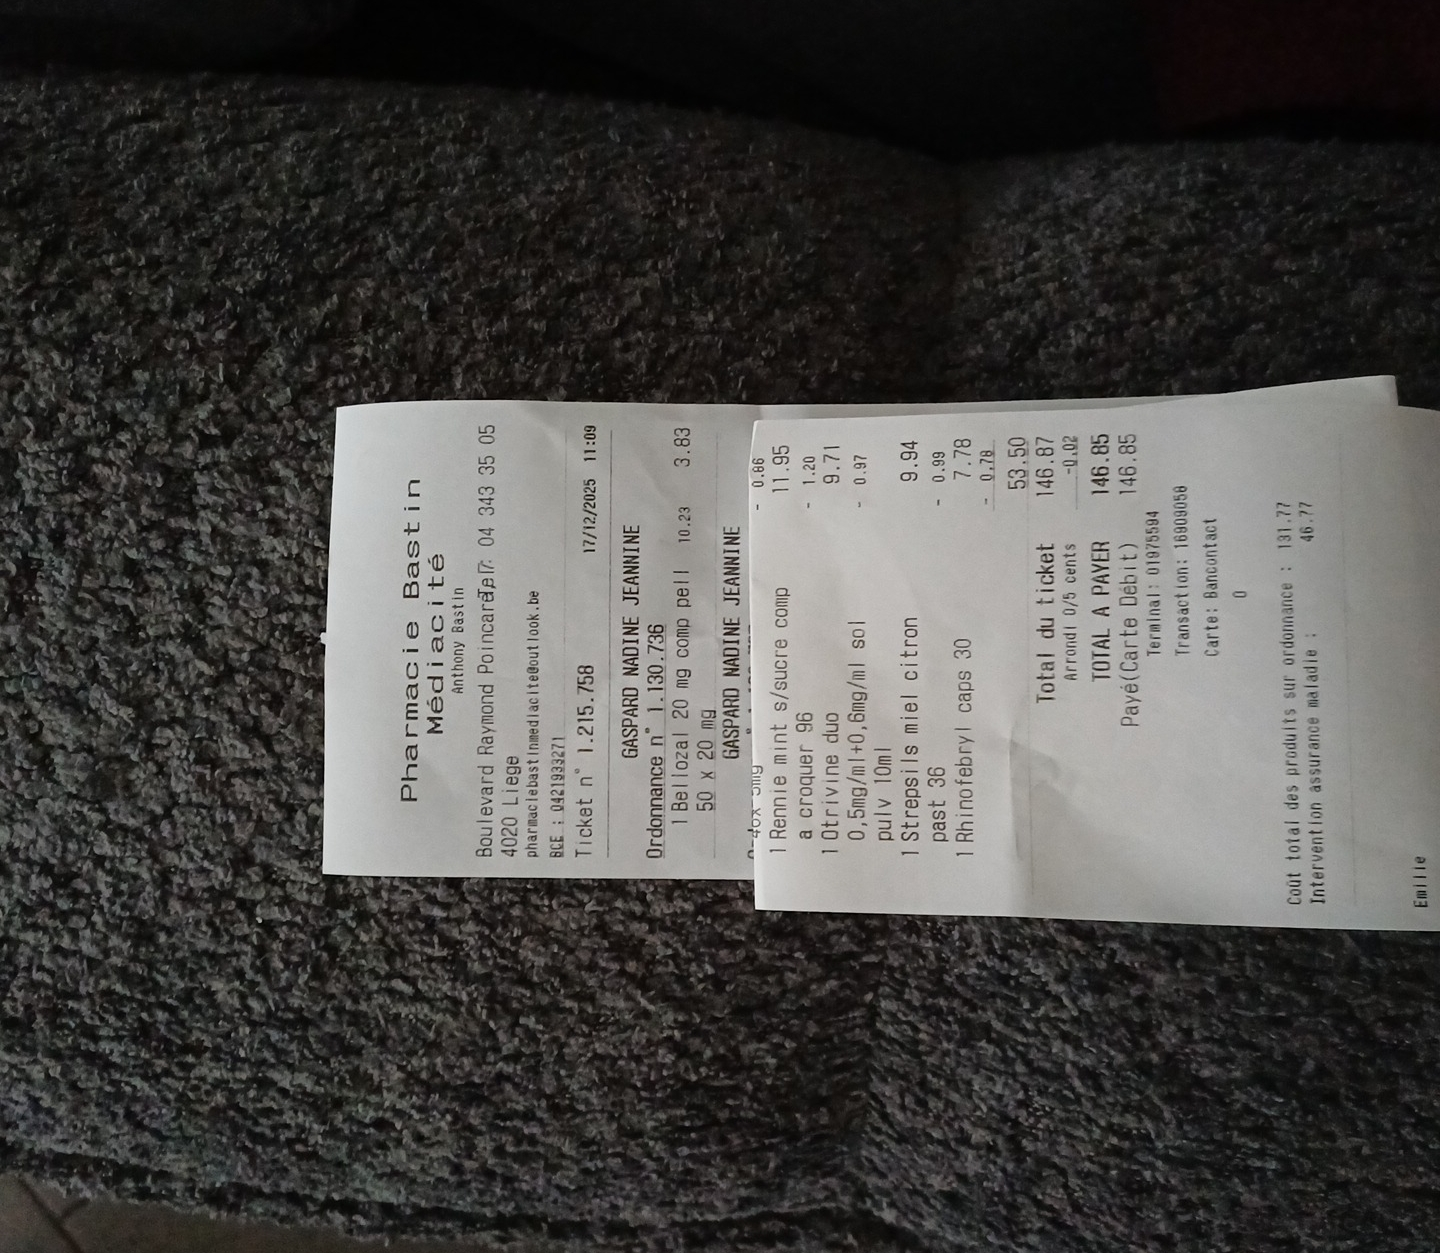 Pharmacie Bastin
Médiacité
Anthony Bastin
Boulevard Raymond Poincaré 04 343 35 05
4020 Liege
pharmaciebastinmediacite@outlook.be
BCE : 0421933271
Ticket n° 1.215.758 17/12/2025 11:09
GASPARD NADINE JEANNINE
Ordonnance n° 1.130.736
1 Bellozal 20 mg comp pell 10.23 3.83
50 x 20 mg
GASPARD NADINE JEANNINE
- 0.86
1 Rennie mint s/sucre comp 11.95
a croquer 96 - 1.20
1 Otrivine duo 9.71
0,5mg/ml+0,6mg/ml sol - 0.97
pulv 10ml
1 Strepsils miel citron 9.94
past 36 - 0.99
1 Rhinofebryl caps 30 7.78
- 0.78
53.50
Total du ticket 146.87
Arrondi 0/5 cents -0.02
TOTAL A PAYER 146.85
Payé(Carte Débit) 146.85
Terminal: 01975594
Transaction: 16909058
Carte: Bancontact
0
Coût total des produits sur ordonnance : 131.77
Intervention assurance maladie : 46.77
Emilie